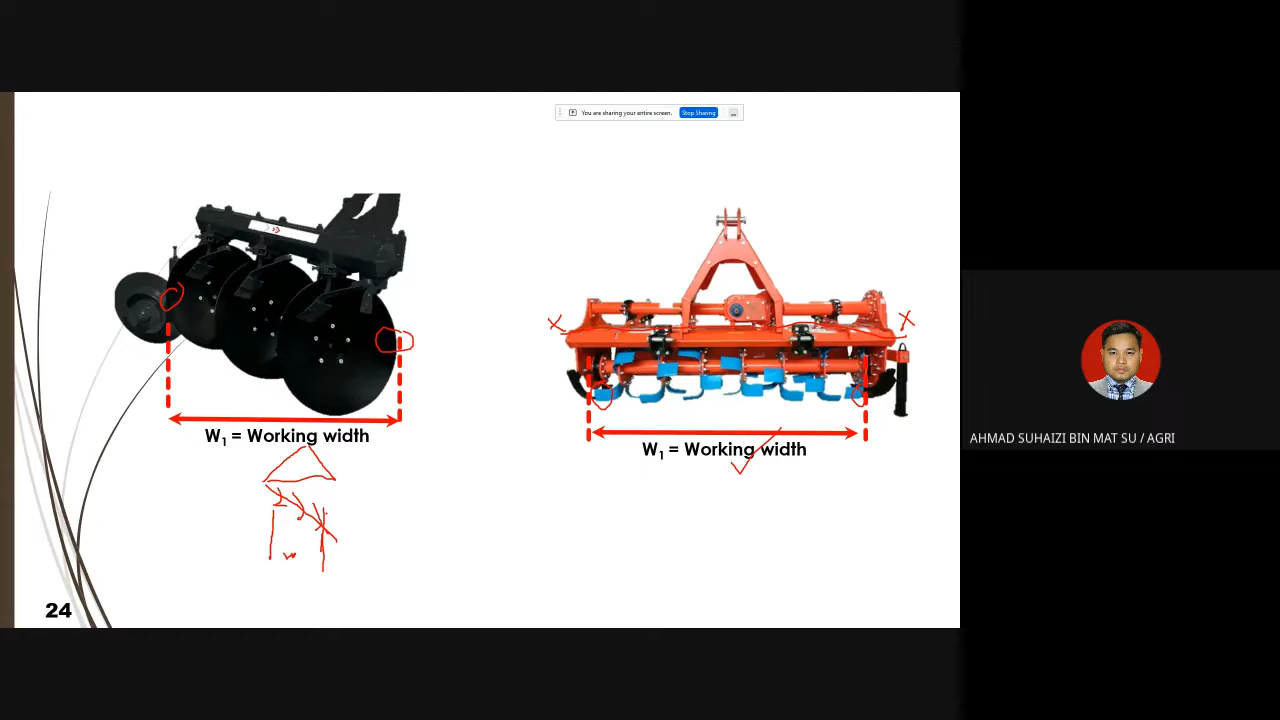 You are sharing your entire screen. Stop Sharing
W1 = Working width
W1 = Working width
X
X
w
24
AHMAD SUHAIZI BIN MAT SU / AGRI